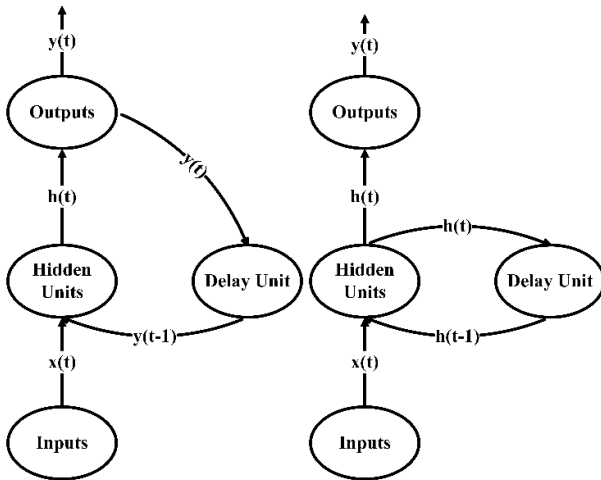 y(t)
Outputs
y(t)
h(t)
Hidden
Units
Delay Unit
y(t-1)
x(t)
Inputs
y(t)
Outputs
h(t)
h(t)
Hidden
Units
Delay Unit
h(t-1)
x(t)
Inputs